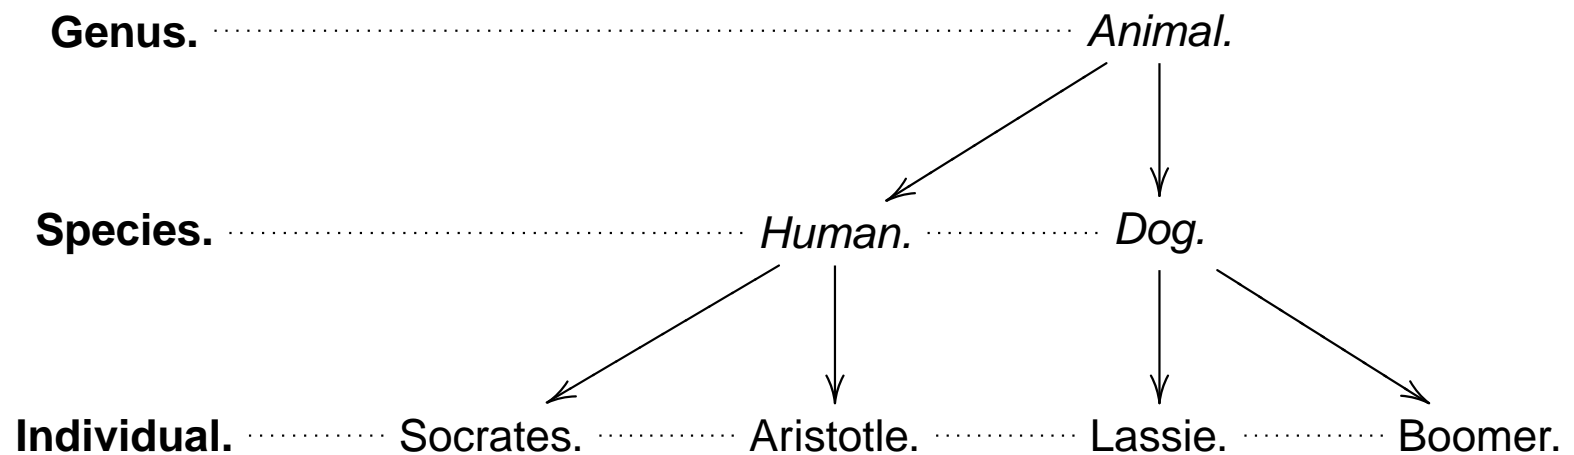 Genus. Animal.
Species. Human. Dog.
Individual. Socrates. Aristotle. Lassie. Boomer.